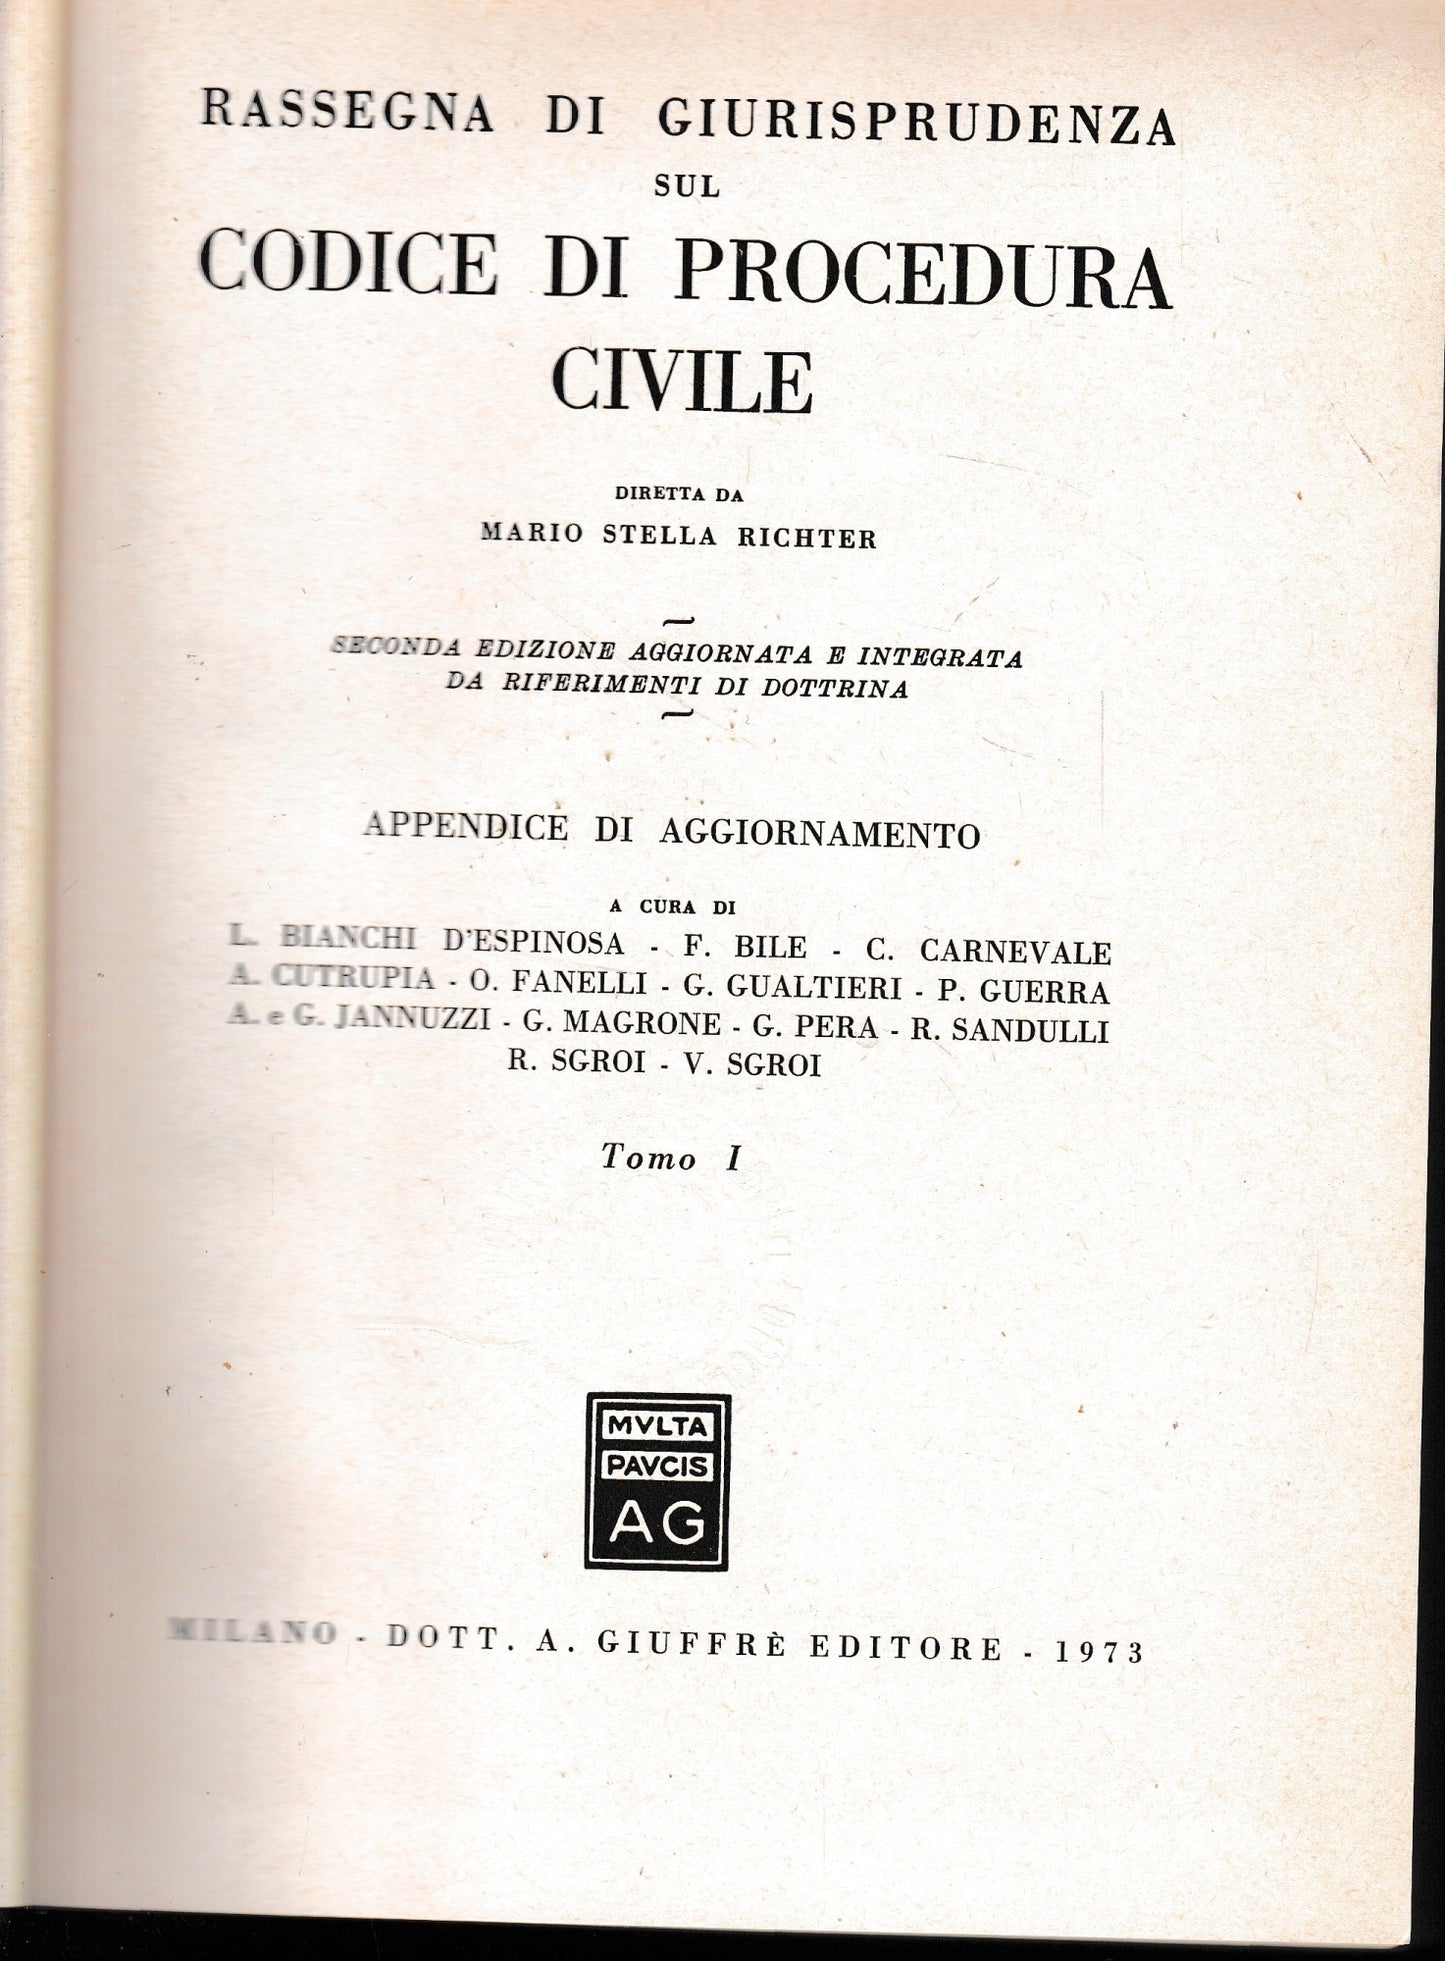 RASSEGNA DI GIURISPRUDENZA
SUL
CODICE DI PROCEDURA
CIVILE
DIRETTA DA
MARIO STELLA RICHTER
SECONDA EDIZIONE AGGIORNATA E INTEGRATA
DA RIFERIMENTI DI DOTTRINA
APPENDICE DI AGGIORNAMENTO
A CURA DI
L. BIANCHI D'ESPINOSA - F. BILE - C. CARNEVALE
A. CUTRUPIA - O. FANELLI - G. GUALTIERI - P. GUERRA
A. e G. JANNUZZI - G. MAGRONE - G. PERA - R. SANDULLI
R. SGROI - V. SGROI
Tomo I
MVLTA
PAVCIS
AG
MILANO - DOTT. A. GIUFFRÈ EDITORE - 1973